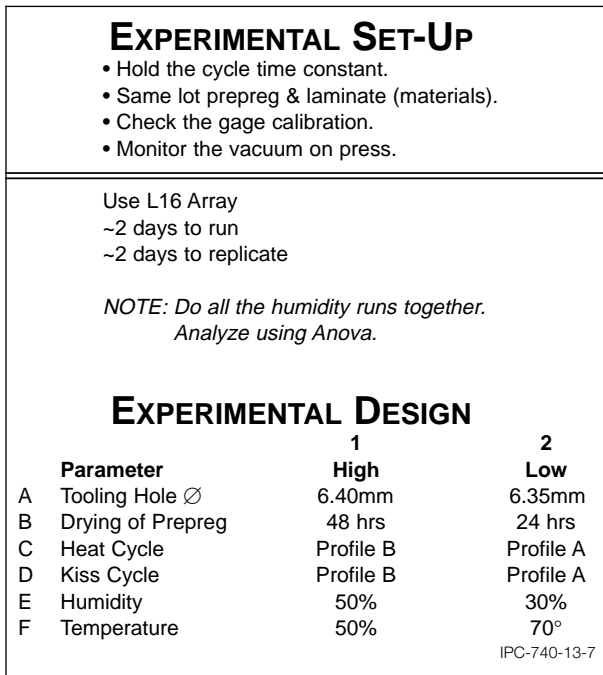 EXPERIMENTAL SET-UP
• Hold the cycle time constant.
• Same lot prepreg & laminate (materials).
• Check the gage calibration.
• Monitor the vacuum on press.
Use L16 Array
~2 days to run
~2 days to replicate
NOTE: Do all the humidity runs together.
Analyze using Anova.
EXPERIMENTAL DESIGN
1 2
Parameter High Low
A Tooling Hole ∅ 6.40mm 6.35mm
B Drying of Prepreg 48 hrs 24 hrs
C Heat Cycle Profile B Profile A
D Kiss Cycle Profile B Profile A
E Humidity 50% 30%
F Temperature 50% 70°
IPC-740-13-7